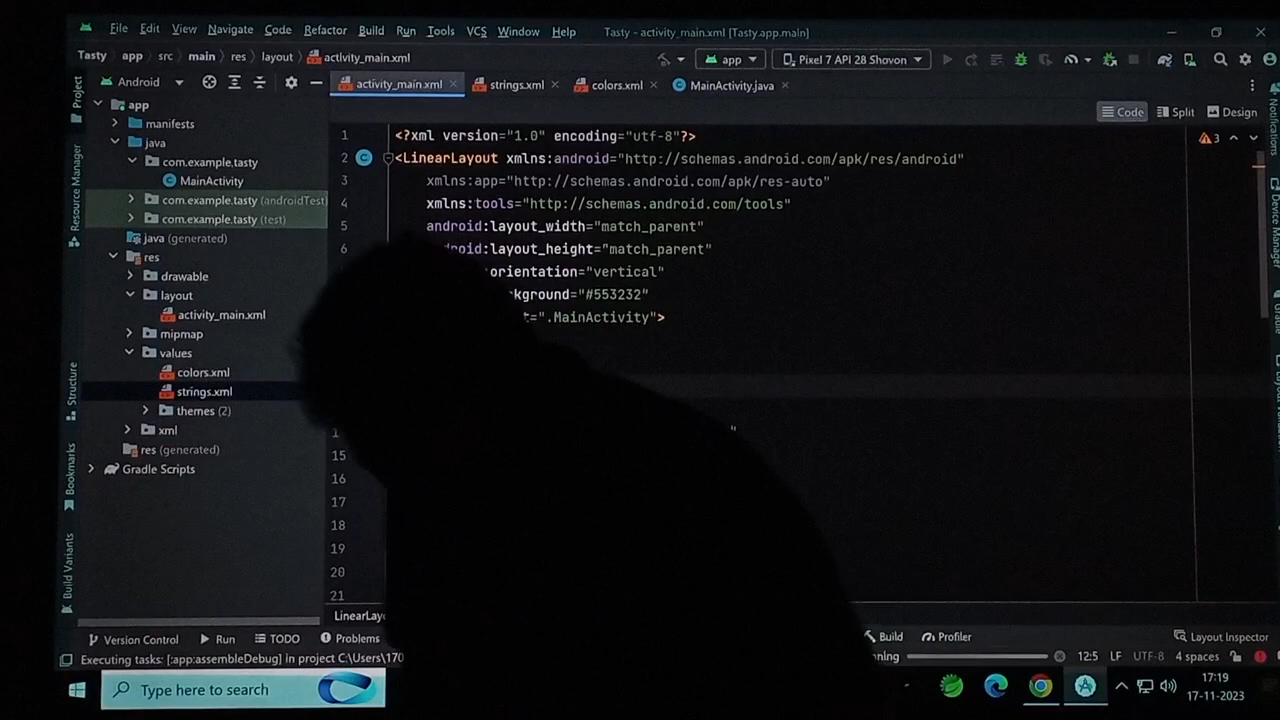 File Edit View Navigate Code Refactor Build Run Tools VCS Window Help Tasty - activity_main.xml [Tasty.app.main]
Tasty app src main res layout activity_main.xml app Pixel 7 API 28 Shovon
Android activity_main.xml strings.xml colors.xml MainActivity.java
Code Split Design
Project
Resource Manager
Structure
Bookmarks
Build Variants
app
manifests
java
com.example.tasty
MainActivity
com.example.tasty (androidTest)
com.example.tasty (test)
java (generated)
res
drawable
layout
activity_main.xml
mipmap
values
colors.xml
strings.xml
themes (2)
xml
res (generated)
Gradle Scripts
1 <?xml version="1.0" encoding="utf-8"?>
2 <LinearLayout xmlns:android="http://schemas.android.com/apk/res/android"
3 xmlns:app="http://schemas.android.com/apk/res-auto"
4 xmlns:tools="http://schemas.android.com/tools"
5 android:layout_width="match_parent"
6 android:layout_height="match_parent"
:orientation="vertical"
ckground="#553232"
t=".MainActivity">
"
15
16
17
18
19
20
21
3
Notifications
Device Manager
LinearLayo
Version Control Run TODO Problems Build Profiler Layout Inspector
Executing tasks: [:app:assembleDebug] in project C:\Users\170 nning 12:5 LF UTF-8 4 spaces
Type here to search 17:19
17-11-2023